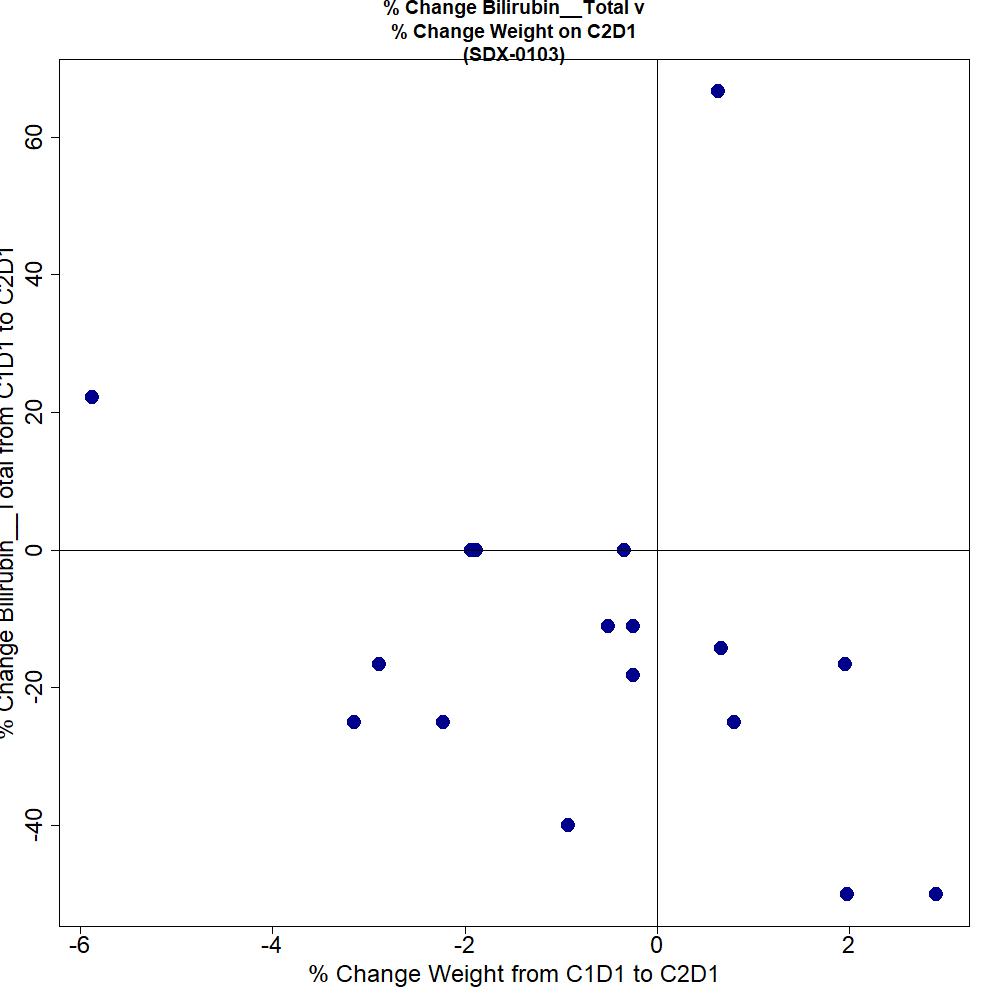 % Change Bilirubin__Total v
% Change Weight on C2D1
(SDX-0103)
% Change Bilirubin__Total from C1D1 to C2D1
60
40
20
0
-20
-40
-6
-4
-2
0
2
% Change Weight from C1D1 to C2D1